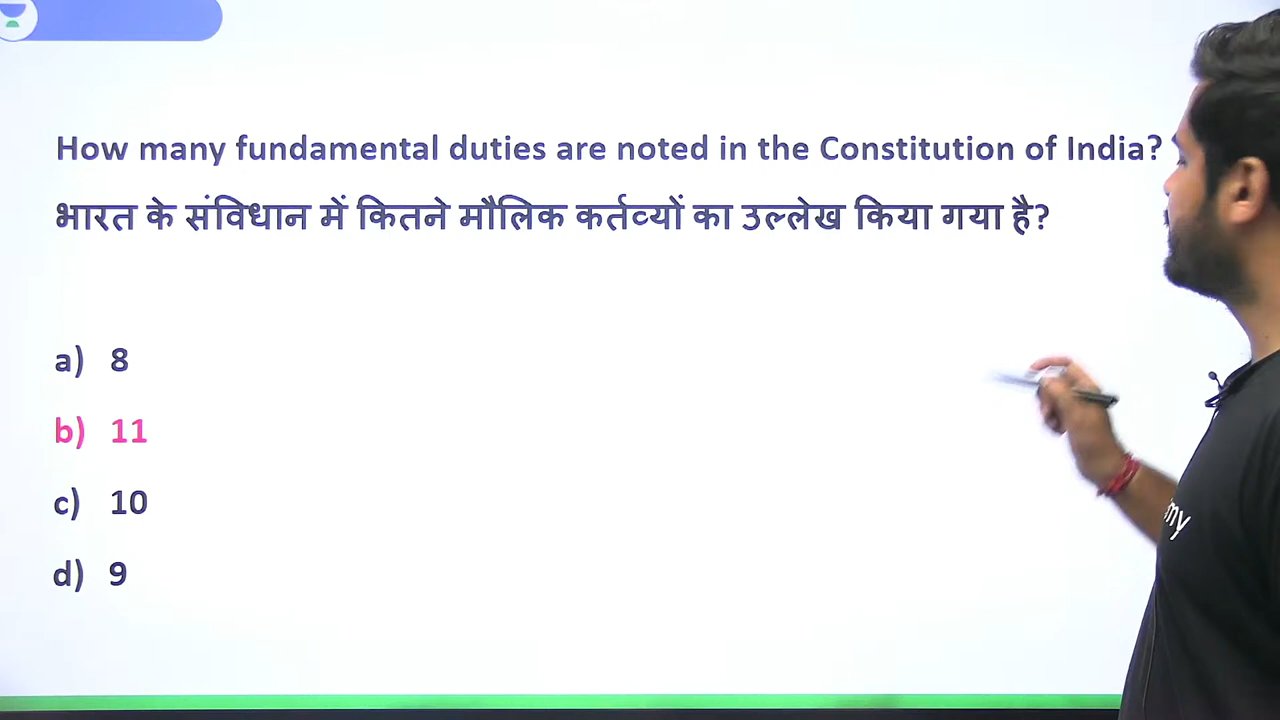 How many fundamental duties are noted in the Constitution of India?
भारत के संविधान में कितने मौलिक कर्तव्यों का उल्लेख किया गया है?
a) 8
b) 11
c) 10
d) 9